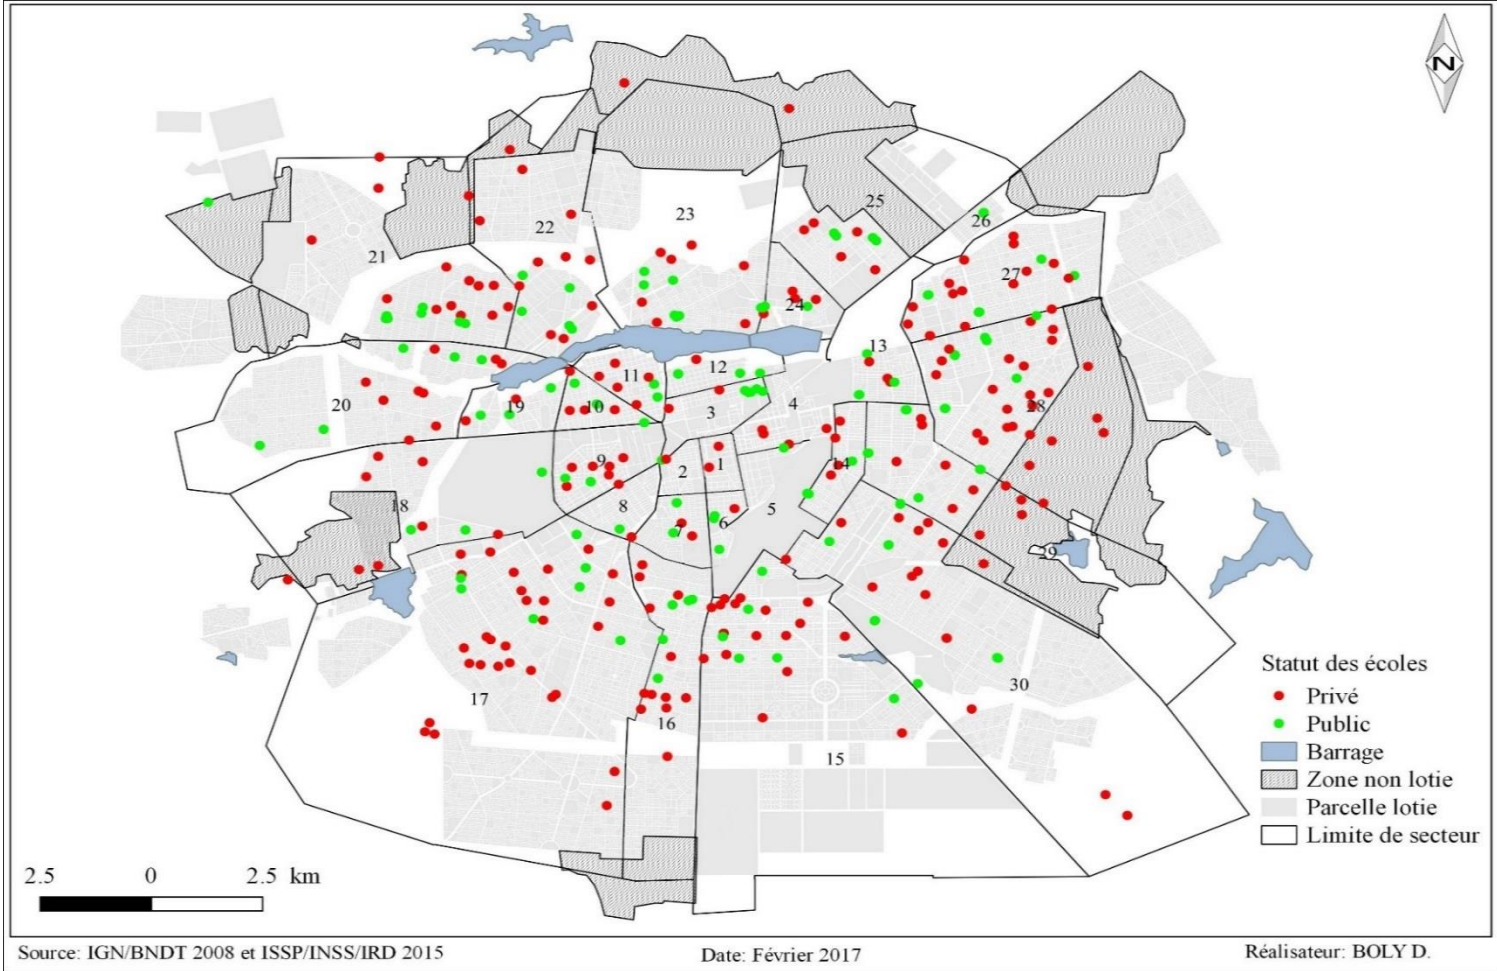 N
23
25
26
22
21
27
24
13
12
11
28
20
19
10
3
4
9
2
1
14
18
8
7
6
5
29
30
17
16
15
Statut des écoles
Privé
Public
Barrage
Zone non lotie
Parcelle lotie
Limite de secteur
2.5 0 2.5 km
Source: IGN/BNDT 2008 et ISSP/INSS/IRD 2015
Date: Février 2017
Réalisateur: BOLY D.